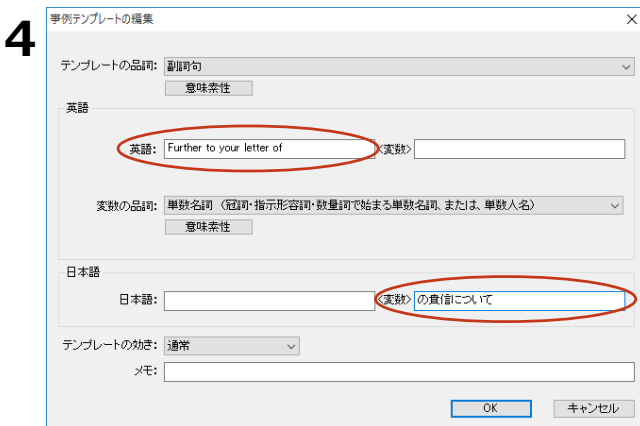 4
事例テンプレートの編集
テンプレートの品詞: 副詞句
意味素性
英語
英語: Further to your letter of <変数>
変数の品詞: 単数名詞 (冠詞・指示形容詞・数量詞で始まる単数名詞、または、単数人名)
意味素性
日本語
日本語: <変数> の貴信について
テンプレートの効き: 通常
メモ:
OK キャンセル